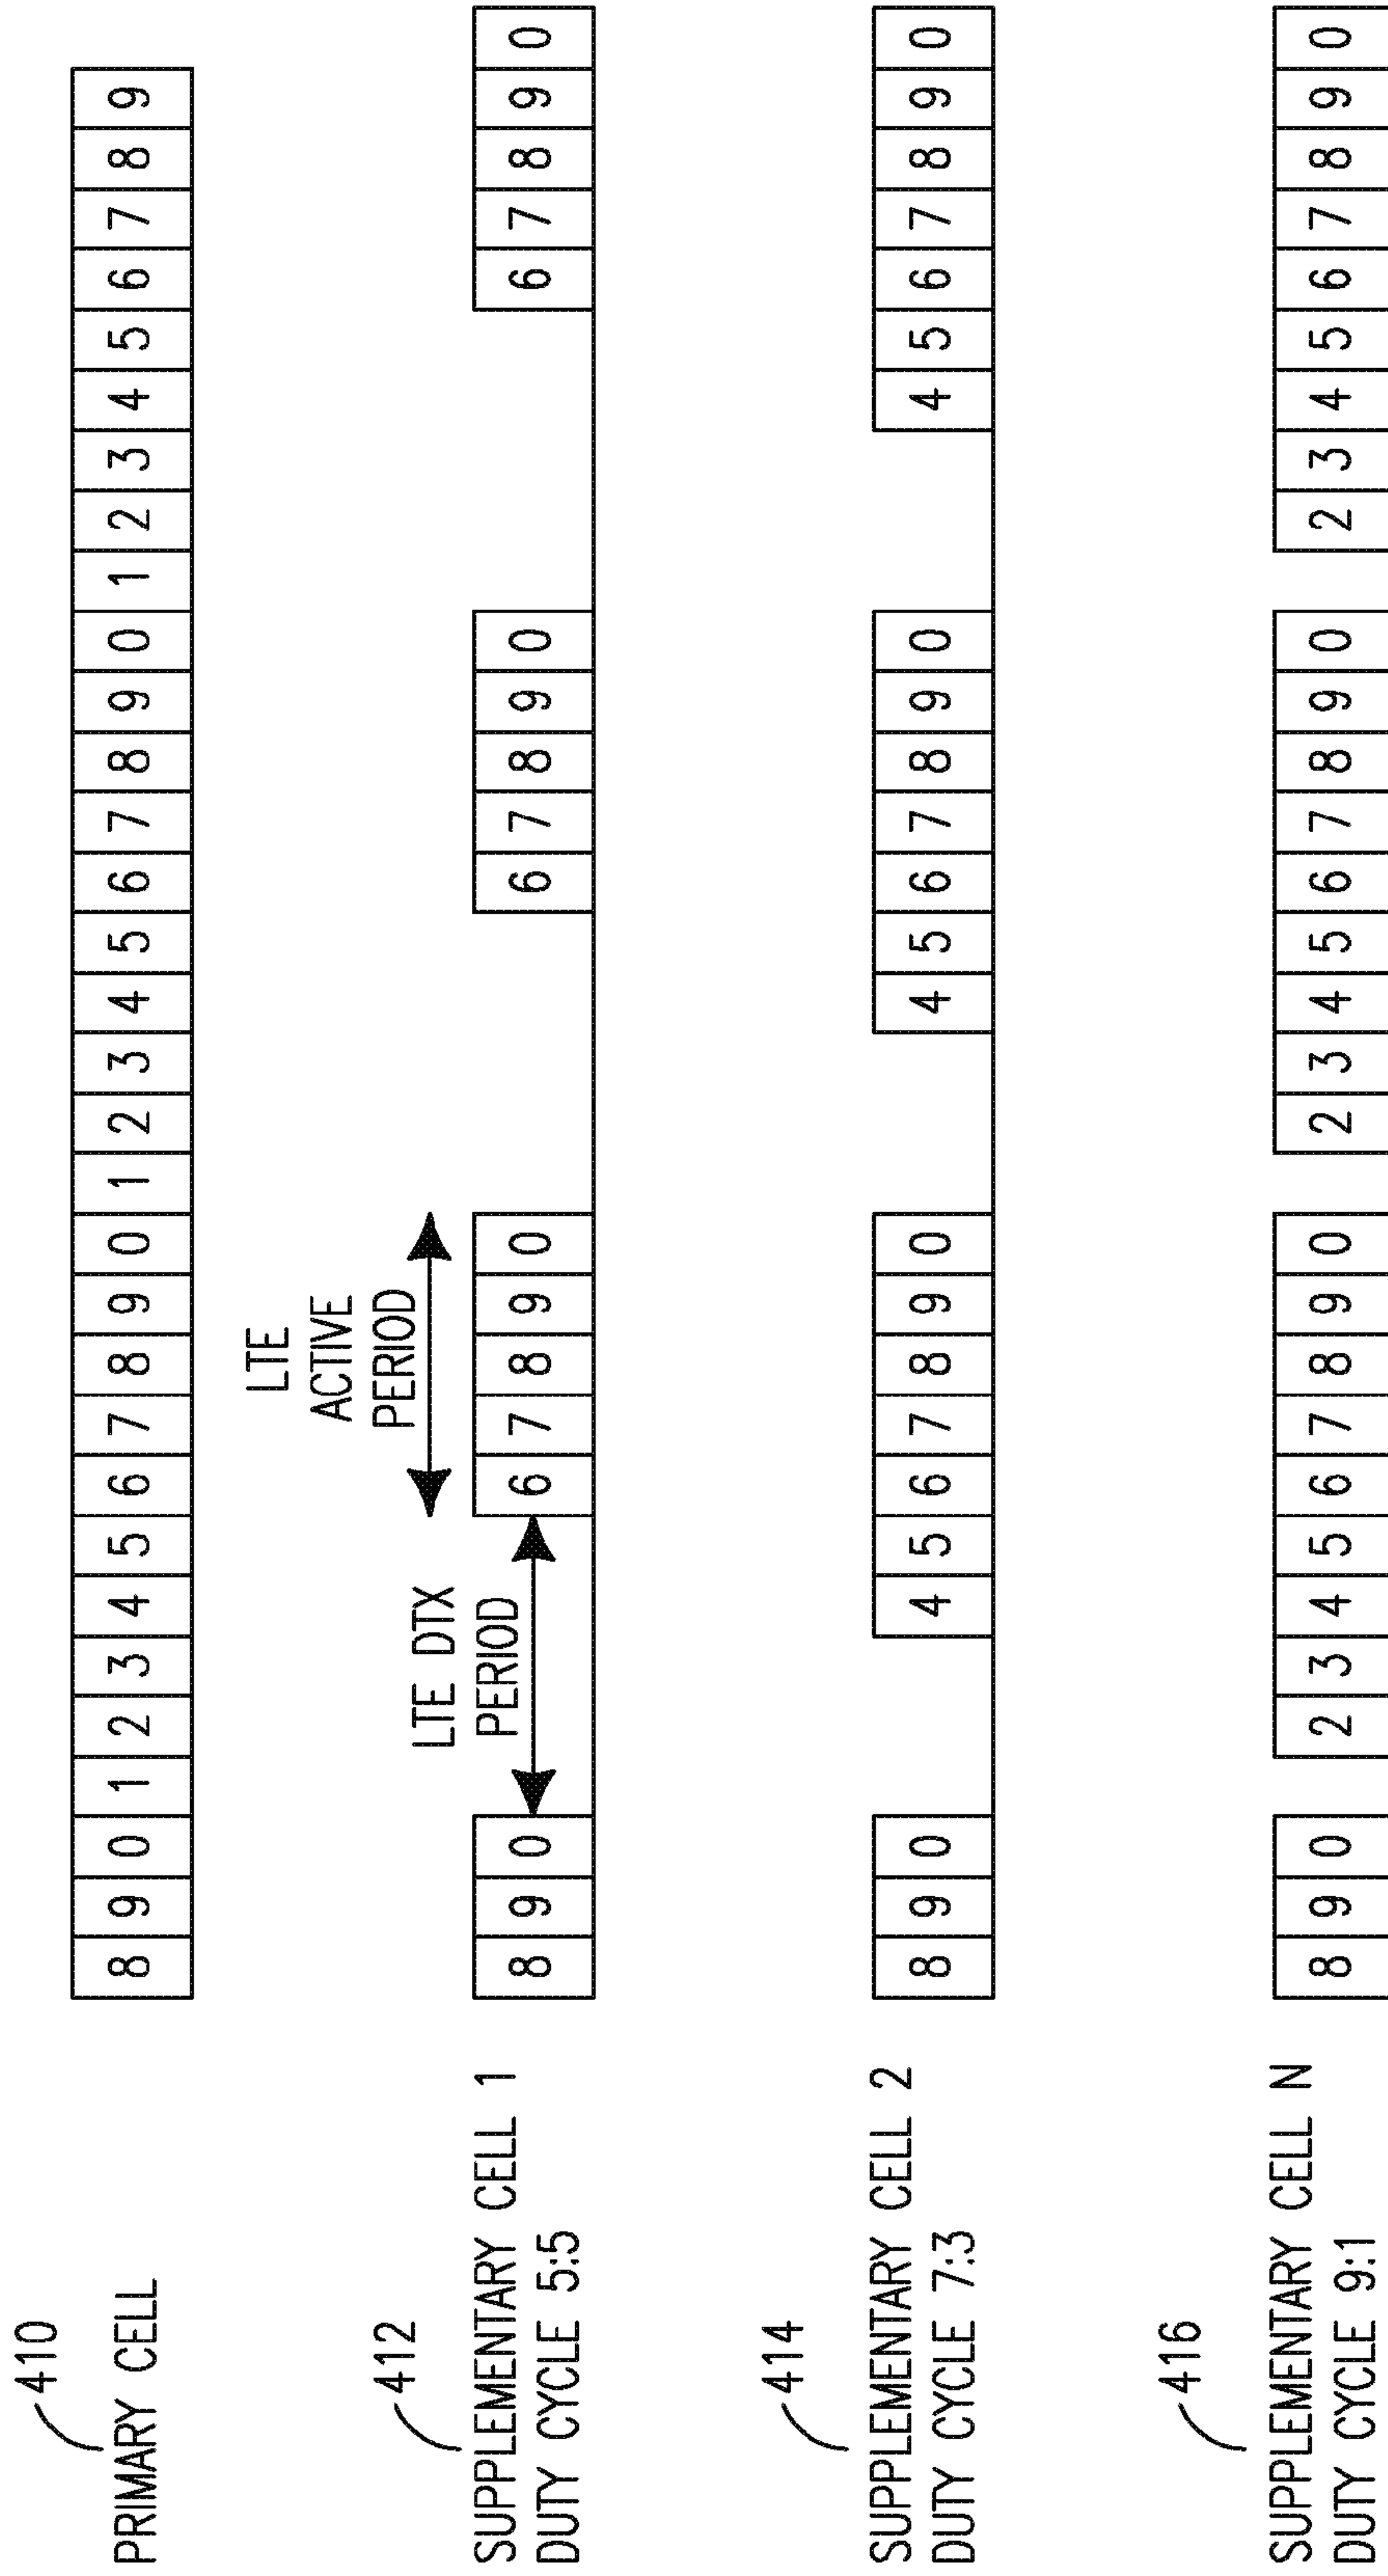 410
PRIMARY CELL
8 9 0 1 2 3 4 5 6 7 8 9 0 1 2 3 4 5 6 7 8 9 0 1 2 3 4 5 6 7 8 9
LTE
ACTIVE
PERIOD
LTE DTX
PERIOD
412
SUPPLEMENTARY CELL 1
DUTY CYCLE 5:5
8 9 0 6 7 8 9 0 6 7 8 9 0 6 7 8 9 0
414
SUPPLEMENTARY CELL 2
DUTY CYCLE 7:3
8 9 0 4 5 6 7 8 9 0 4 5 6 7 8 9 0 4 5 6 7 8 9 0
416
SUPPLEMENTARY CELL N
DUTY CYCLE 9:1
8 9 0 2 3 4 5 6 7 8 9 0 2 3 4 5 6 7 8 9 0 2 3 4 5 6 7 8 9 0